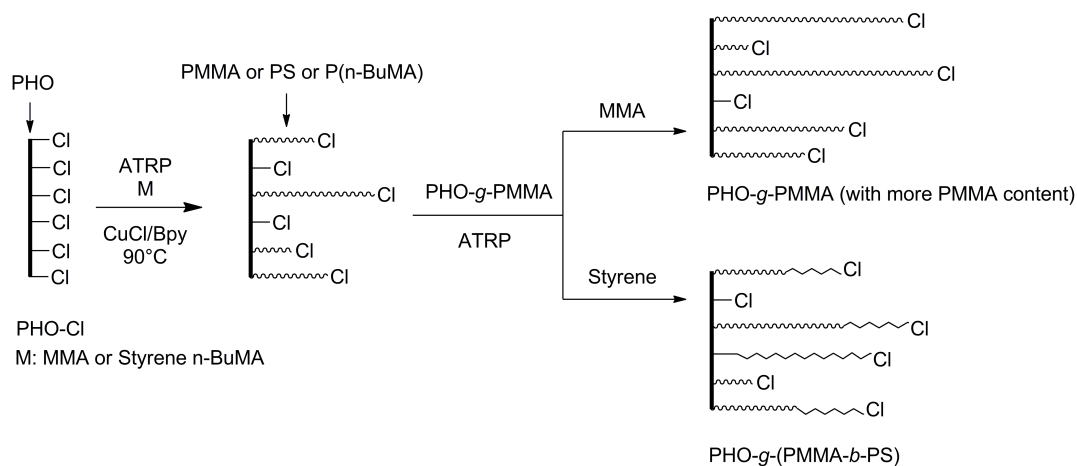 PHO
Cl
Cl
Cl
Cl
Cl
Cl
PHO-Cl
M: MMA or Styrene n-BuMA
ATRP
M
CuCl/Bpy
90°C
PMMA or PS or P(n-BuMA)
Cl
Cl
Cl
Cl
Cl
Cl
PHO-g-PMMA
ATRP
MMA
Styrene
Cl
Cl
Cl
Cl
Cl
Cl
PHO-g-PMMA (with more PMMA content)
Cl
Cl
Cl
Cl
Cl
Cl
PHO-g-(PMMA-b-PS)